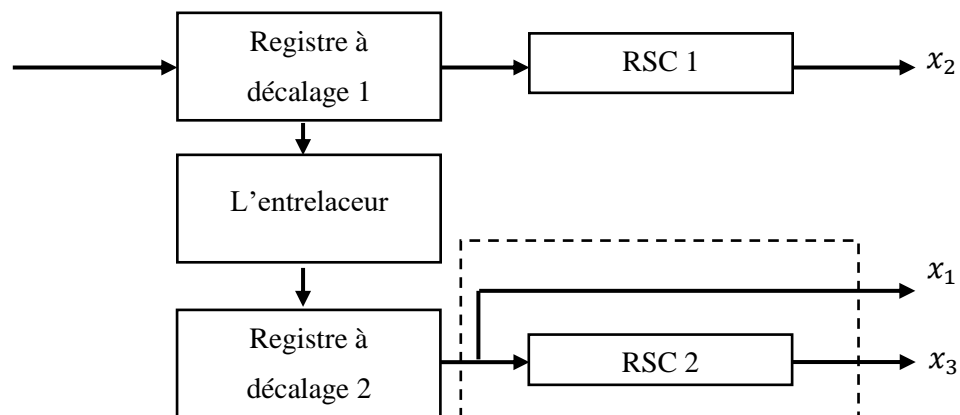 Registre à
décalage 1
RSC 1
x₂
L'entrelaceur
x₁
Registre à
décalage 2
RSC 2
x₃